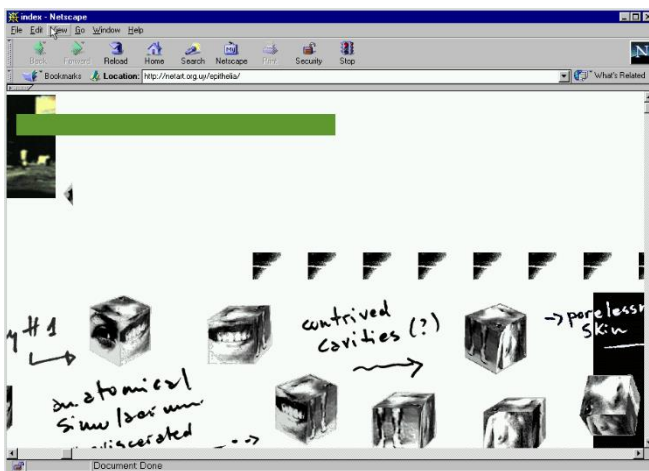 index - Netscape
File Edit View Go Window Help
Back Forward Reload Home Search Netscape Print Security Stop
Bookmarks Location: http://netart.org.uy/epithelia/ What's Related
y #1
contrived
cavities (?)
poreless
skin
anatomical
simulacrum
Document Done